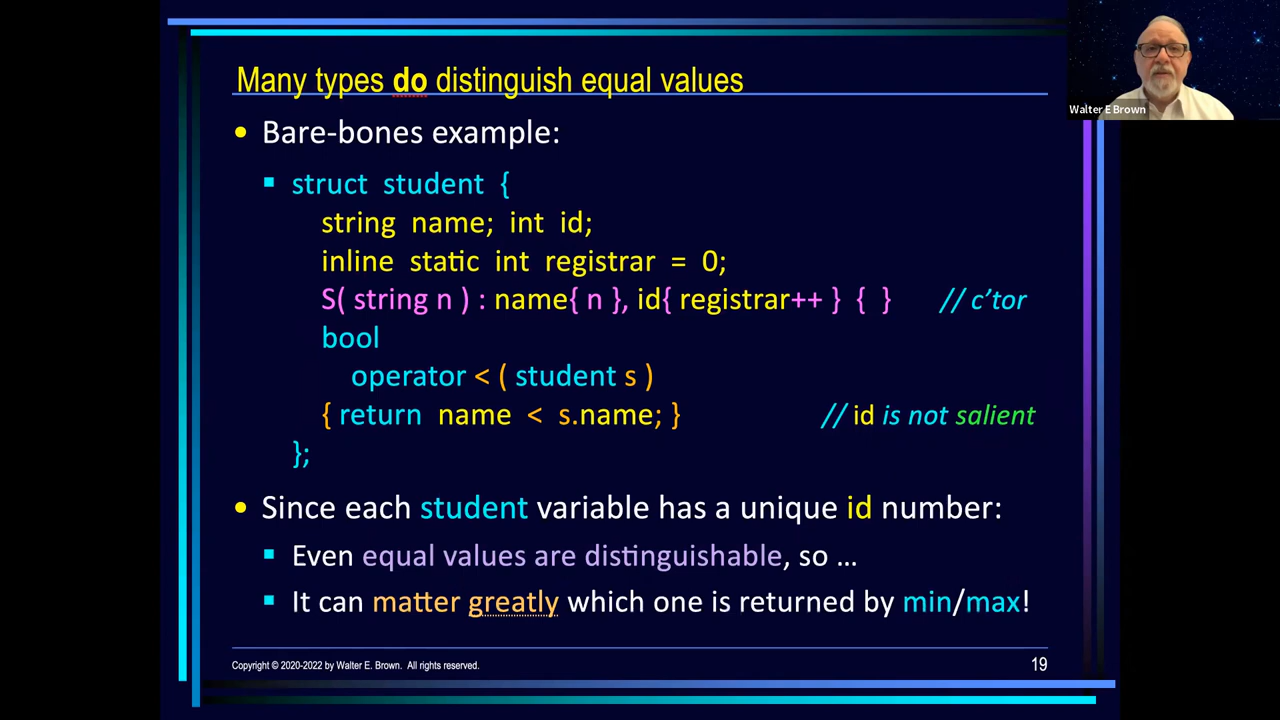 Many types do distinguish equal values
Walter E Brown
• Bare-bones example:
▪ struct student {
string name; int id;
inline static int registrar = 0;
S( string n ) : name{ n }, id{ registrar++ } { } // c’tor
bool
operator < ( student s )
{ return name < s.name; } // id is not salient
};
• Since each student variable has a unique id number:
▪ Even equal values are distinguishable, so …
▪ It can matter greatly which one is returned by min/max!
Copyright © 2020-2022 by Walter E. Brown. All rights reserved.
19